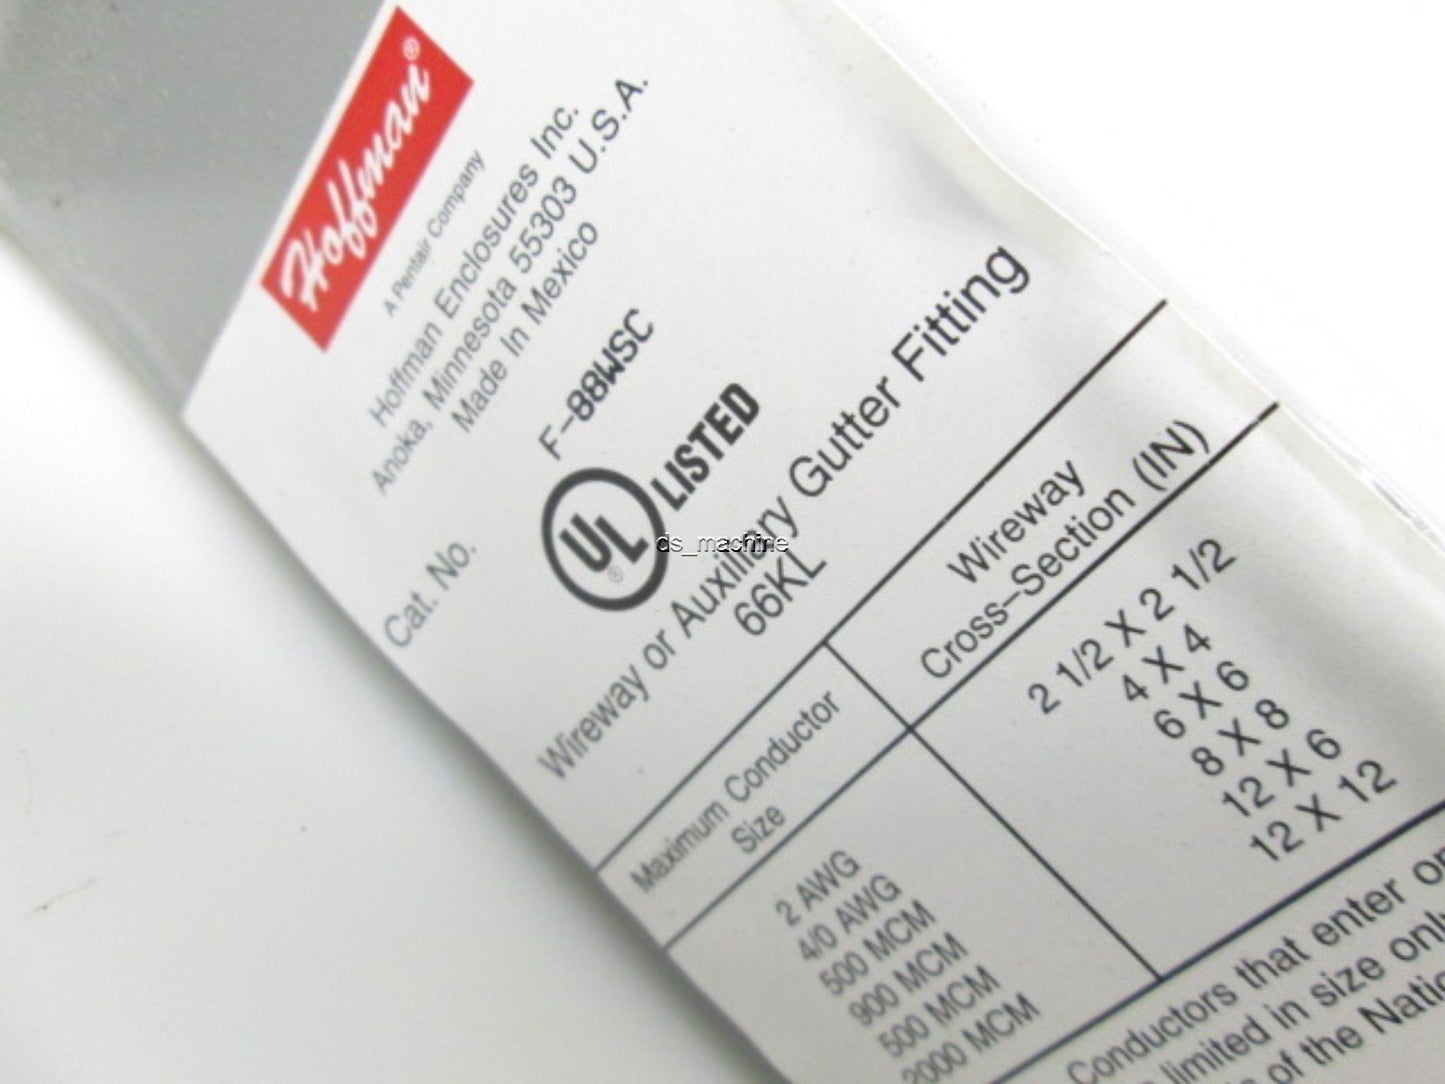 Hoffman®
A Pentair Company
Hoffman Enclosures Inc.
Anoka, Minnesota 55303 U.S.A.
Made In Mexico
Cat. No. F-88WSC
UL ® LISTED
ds_machine
Wireway or Auxiliary Gutter Fitting
66KL
Maximum Conductor Size
Wireway Cross-Section (IN)
2 AWG 2 1/2 X 2 1/2
4/0 AWG 4 X 4
500 MCM 6 X 6
900 MCM 8 X 8
500 MCM 12 X 6
2000 MCM 12 X 12
Conductors that enter
limited in size
of the